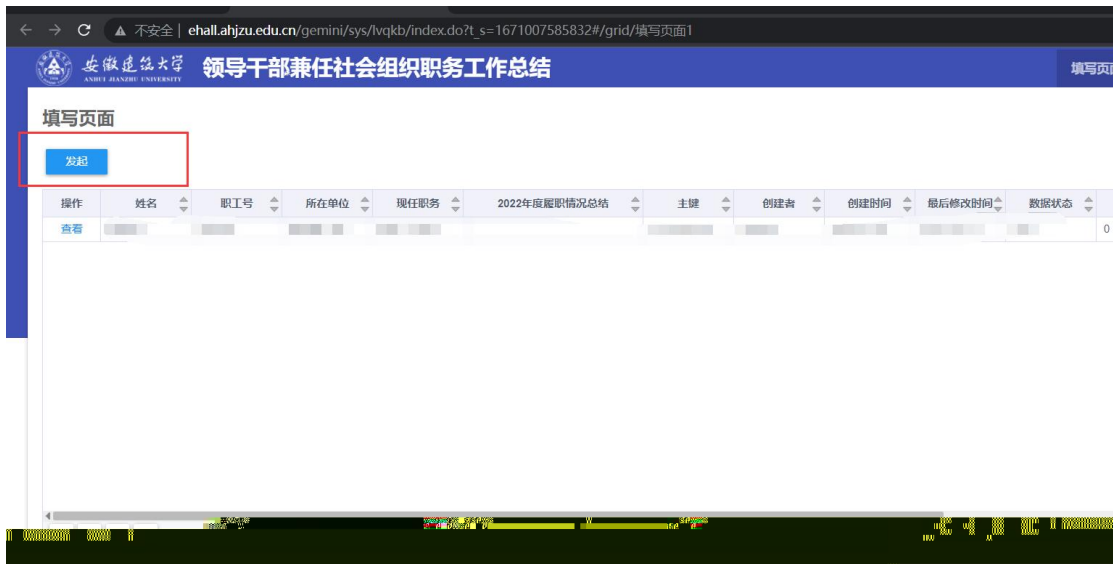 不安全 | ehall.ahjzu.edu.cn/gemini/sys/lvqkb/index.do?t_s=1671007585832#/grid/填写页面1
安徽建筑大学 领导干部兼任社会组织职务工作总结 填写页
ANHUI JIANZHU UNIVERSITY
填写页面
发起
操作 姓名 职工号 所在单位 现任职务 2022年度履职情况总结 主键 创建者 创建时间 最后修改时间 数据状态
查看 0